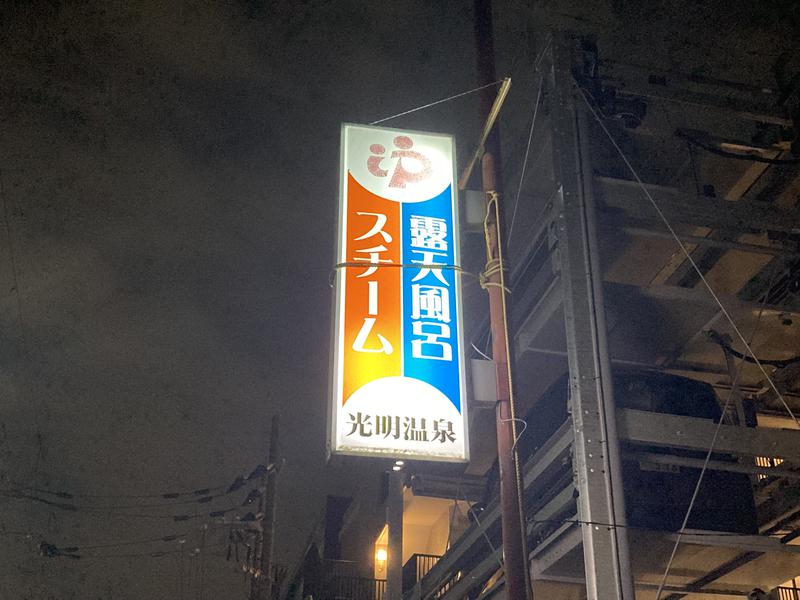 ゆ
露天風呂
スチーム
光明温泉